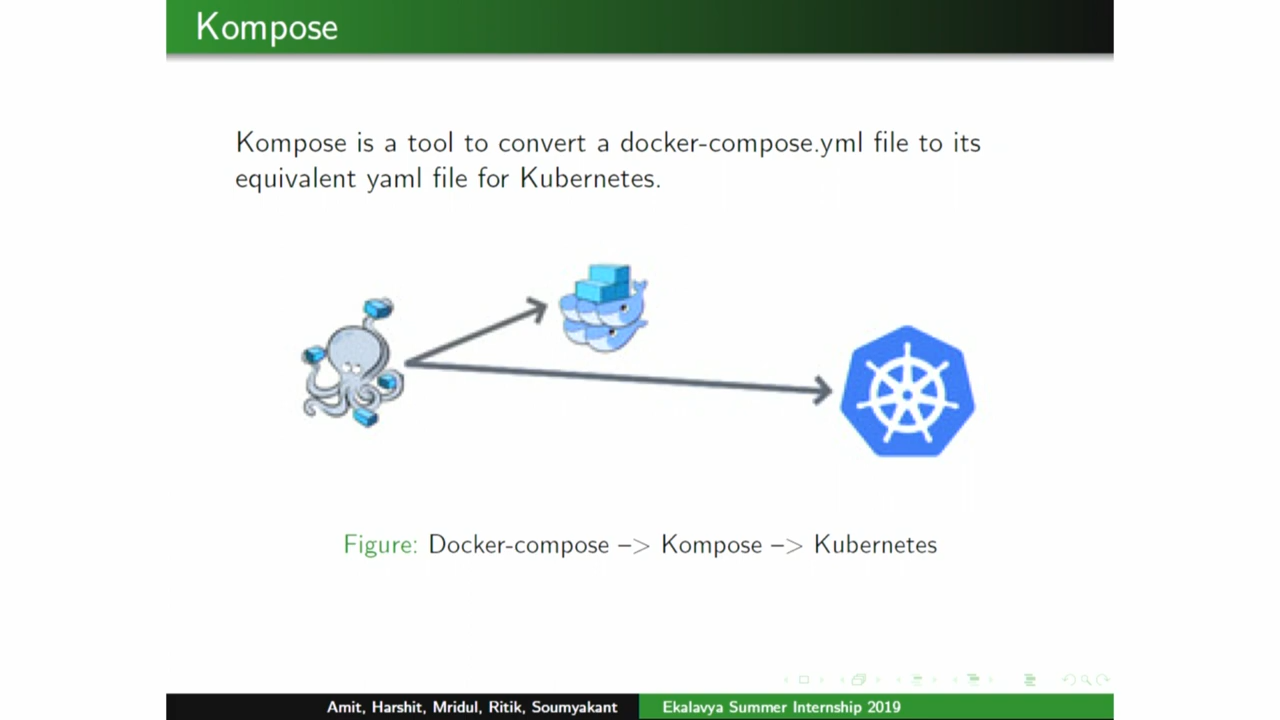 Kompose
Kompose is a tool to convert a docker-compose.yml file to its
equivalent yaml file for Kubernetes.
Figure: Docker-compose –> Kompose –> Kubernetes
Amit, Harshit, Mridul, Ritik, Soumyakant
Ekalavya Summer Internship 2019